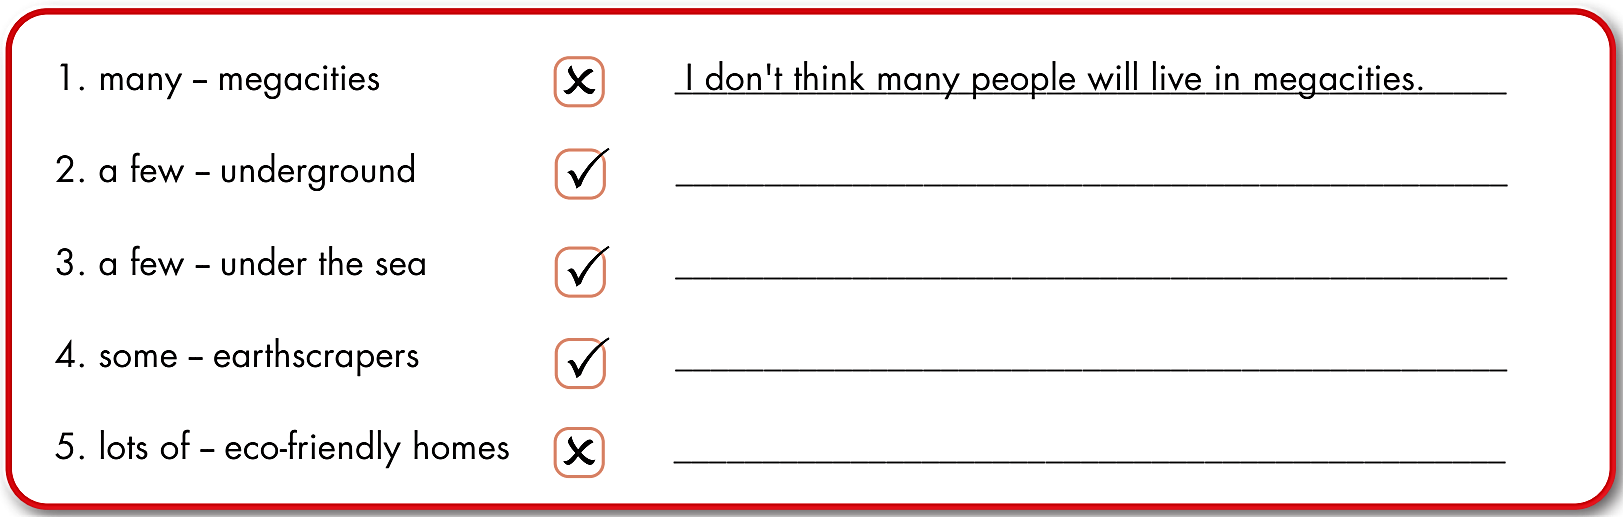 1. many – megacities I don't think many people will live in megacities.
2. a few – underground
3. a few – under the sea
4. some – earthscrapers
5. lots of – eco-friendly homes